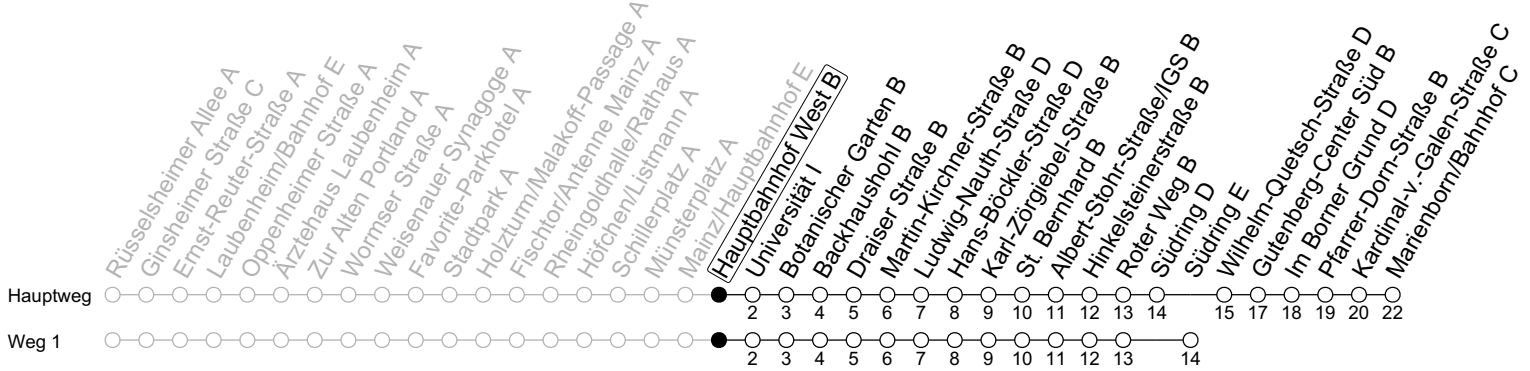 Rüsselsheimer Allee A
Ginsheimer Straße C
Ernst-Reuter-Straße A
Laubenheim/Bahnhof E
Oppenheimer Straße A
Ärztehaus Laubenheim A
Zur Alten Portland A
Wormser Straße A
Weisenauer Synagoge A
Favorite-Parkhotel A
Stadtpark A
Holzturm/Malakoff-Passage A
Fischtor/Antenne Mainz A
Rheingoldhalle/Rathaus A
Höfchen/Listmann A
Schillerplatz A
Münsterplatz A
Mainz/Hauptbahnhof E
Hauptbahnhof West B
Universität I
Botanischer Garten B
Backhaushohl B
Draiser Straße B
Martin-Kirchner-Straße B
Ludwig-Nauth-Straße D
Hans-Böckler-Straße D
Karl-Zörgiebel-Straße B
St. Bernhard B
Albert-Stohr-Straße/IGS B
Hinkelsteinerstraße B
Roter Weg B
Südring D
Südring E
Wilhelm-Quetsch-Straße D
Gutenberg-Center Süd B
Im Borner Grund D
Pfarrer-Dorn-Straße B
Kardinal-v.-Galen-Straße C
Marienborn/Bahnhof C
Hauptweg
2 3 4 5 6 7 8 9 10 11 12 13 14 15 17 18 19 20 22
Weg 1
2 3 4 5 6 7 8 9 10 11 12 13 14